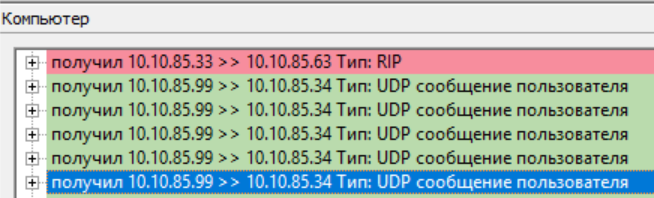 Компьютер
получил 10.10.85.33 >> 10.10.85.63 Тип: RIP
получил 10.10.85.99 >> 10.10.85.34 Тип: UDP сообщение пользователя
получил 10.10.85.99 >> 10.10.85.34 Тип: UDP сообщение пользователя
получил 10.10.85.99 >> 10.10.85.34 Тип: UDP сообщение пользователя
получил 10.10.85.99 >> 10.10.85.34 Тип: UDP сообщение пользователя
получил 10.10.85.99 >> 10.10.85.34 Тип: UDP сообщение пользователя